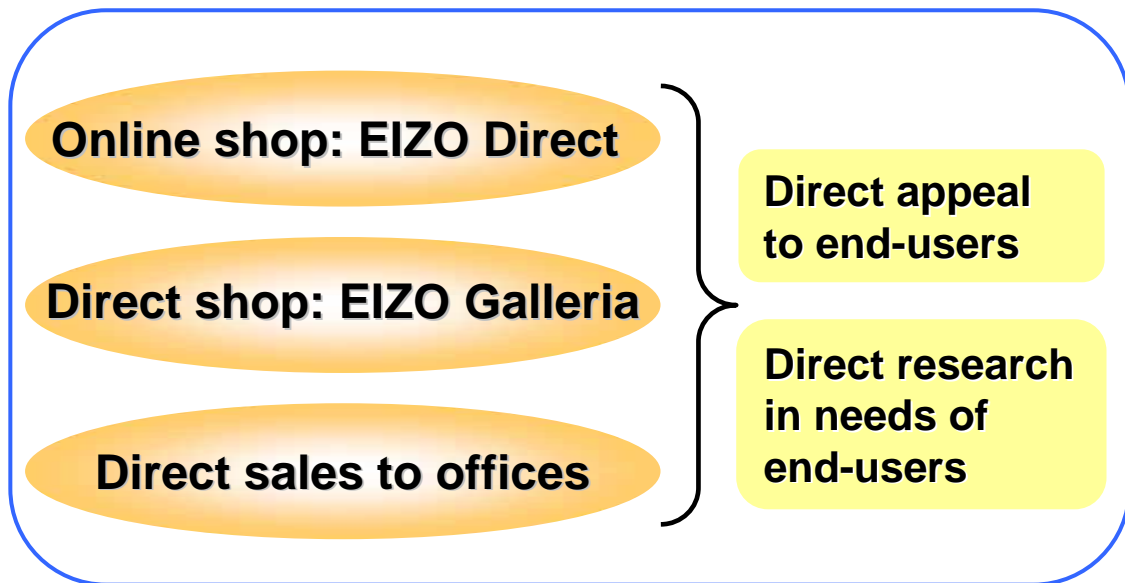 Online shop: EIZO Direct
Direct shop: EIZO Galleria
Direct sales to offices
Direct appeal
to end-users
Direct research
in needs of
end-users